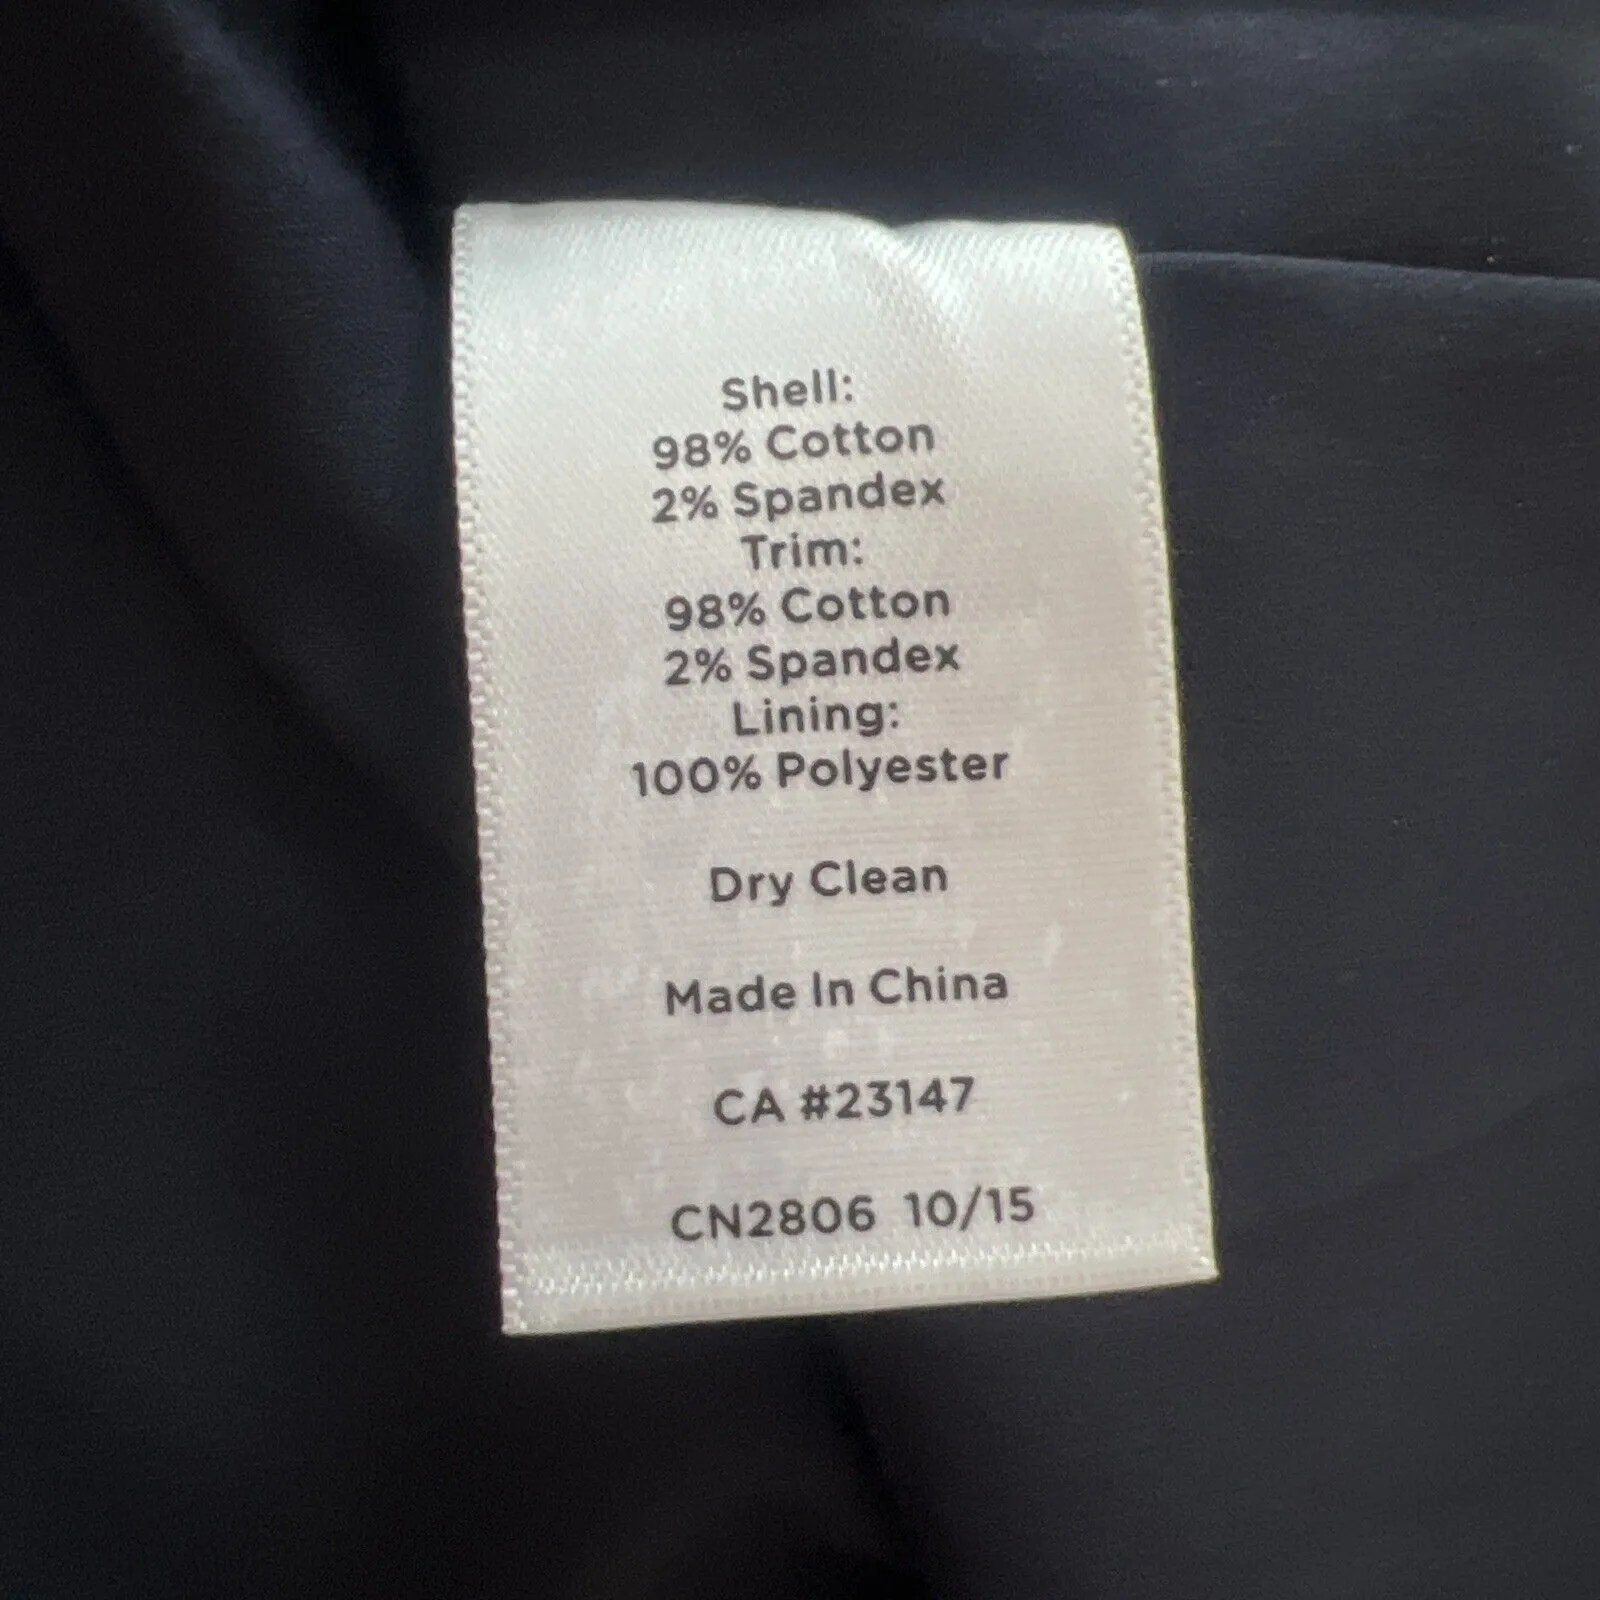 Shell:
98% Cotton
2% Spandex
Trim:
98% Cotton
2% Spandex
Lining:
100% Polyester
Dry Clean
Made In China
CA #23147
CN2806 10/15